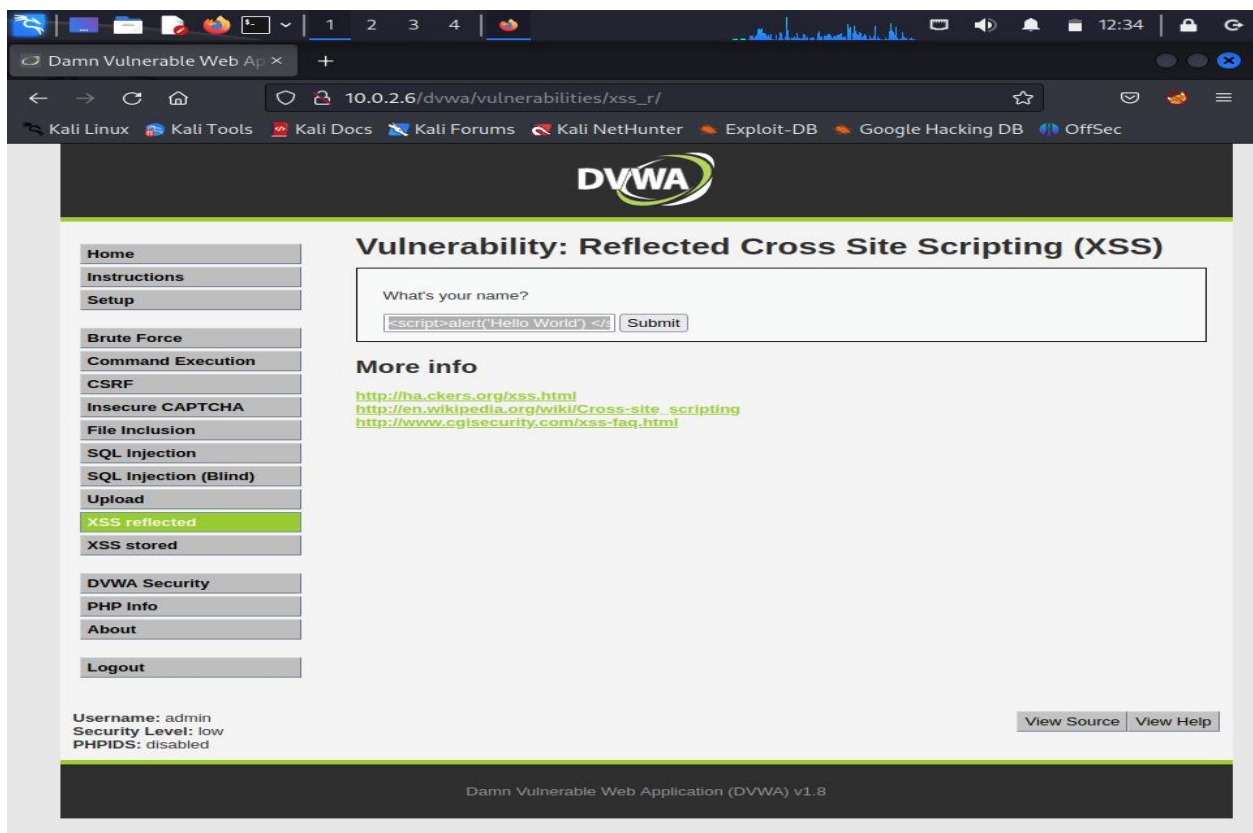 1 2 3 4 12:34
Damn Vulnerable Web Ap
10.0.2.6/dvwa/vulnerabilities/xss_r/
Kali Linux Kali Tools Kali Docs Kali Forums Kali NetHunter Exploit-DB Google Hacking DB OffSec
DVWA
Home
Instructions
Setup
Brute Force
Command Execution
CSRF
Insecure CAPTCHA
File Inclusion
SQL Injection
SQL Injection (Blind)
Upload
XSS reflected
XSS stored
DVWA Security
PHP Info
About
Logout
Vulnerability: Reflected Cross Site Scripting (XSS)
What's your name?
<script>alert('Hello World') </s Submit
More info
http://ha.ckers.org/xss.html
http://en.wikipedia.org/wiki/Cross-site_scripting
http://www.cgisecurity.com/xss-faq.html
Username: admin
Security Level: low
PHPIDS: disabled
View Source View Help
Damn Vulnerable Web Application (DVWA) v1.8